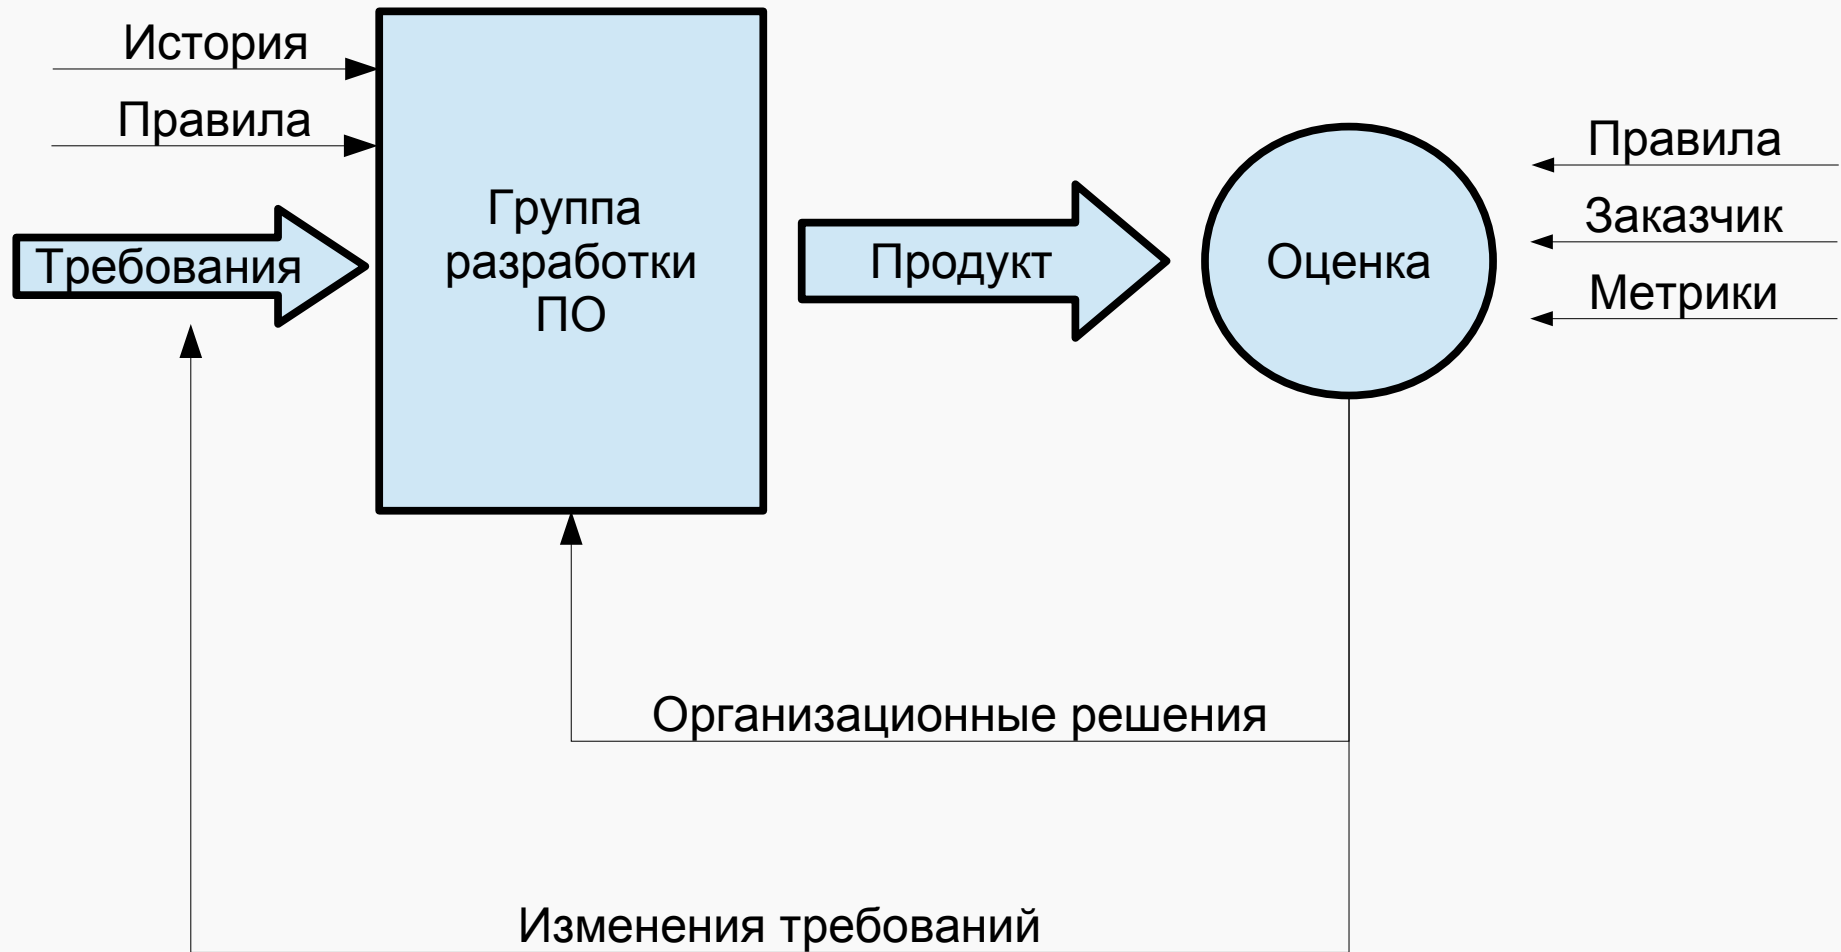 История
Правила
Требования
Группа
разработки
ПО
Продукт
Оценка
Правила
Заказчик
Метрики
Организационные решения
Изменения требований